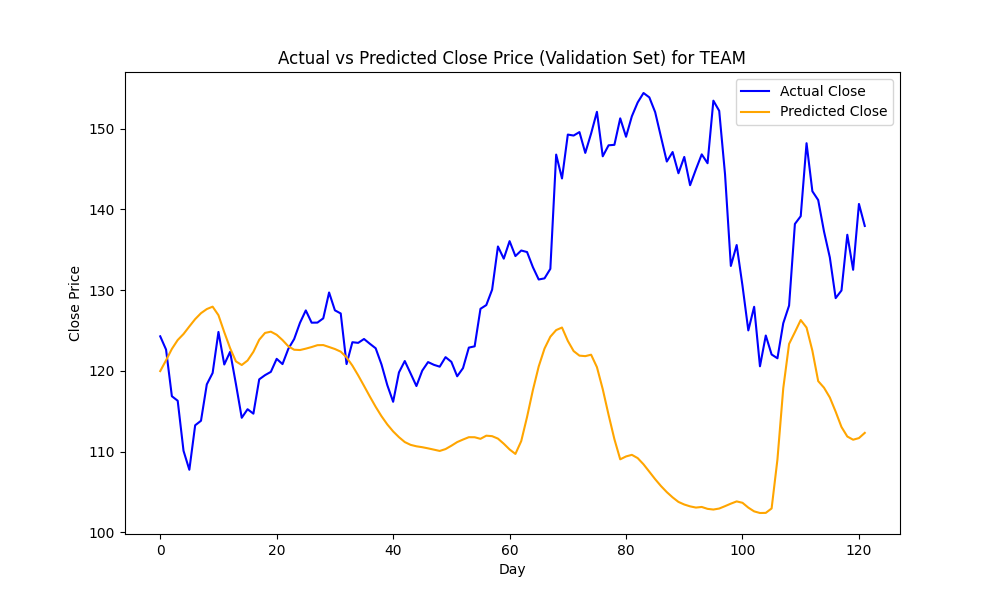 Actual vs Predicted Close Price (Validation Set) for TEAM
Actual Close
Predicted Close
Close Price
150
140
130
120
110
100
0 20 40 60 80 100 120
Day